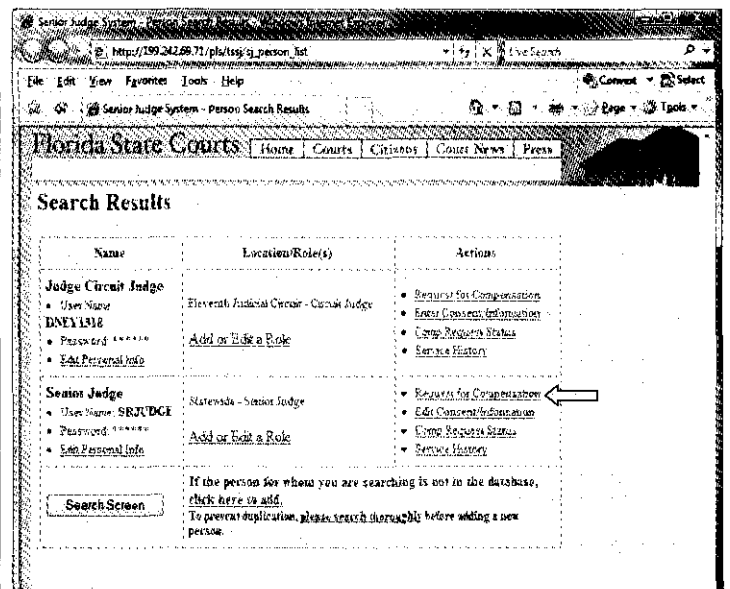 Senior Judge System - Person Search Results - Windows Internet Explorer
http://199.242.69.71/pls/tssj/sj_person_list
Live Search
File Edit View Favorites Tools Help
Convert Select
Senior Judge System - Person Search Results
Page Tools
Florida State Courts Home Courts Citizens Court News Press
Search Results
Name Location/Role(s) Actions
Judge Circuit Judge
• User Name
DNEY1318
• Password: ******
• Edit Personal Info
Eleventh Judicial Circuit - Circuit Judge
Add or Edit a Role
• Request for Compensation
• Enter Consent/Information
• Comp Request Status
• Service History
Senior Judge
• User Name: SRJUDGE
• Password: ******
• Edit Personal Info
Statewide - Senior Judge
Add or Edit a Role
• Request for Compensation
• Edit Consent/Information
• Comp Request Status
• Service History
Search Screen
If the person for whom you are searching is not in the database,
click here to add.
To prevent duplication, please search thoroughly before adding a new
person.